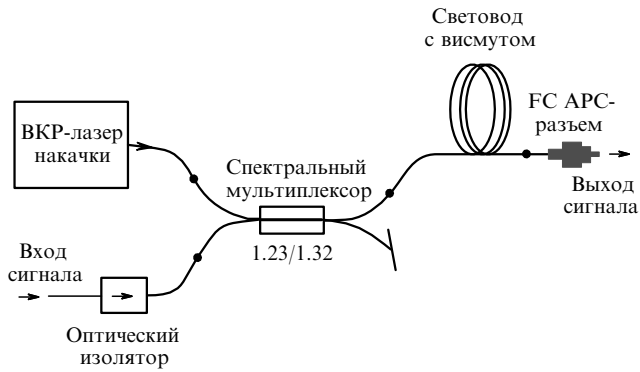 Световод
с висмутом
ВКР-лазер
накачки
FC APC-
разъем
Спектральный
мультиплексор
Выход
сигнала
1.23/1.32
Вход
сигнала
Оптический
изолятор